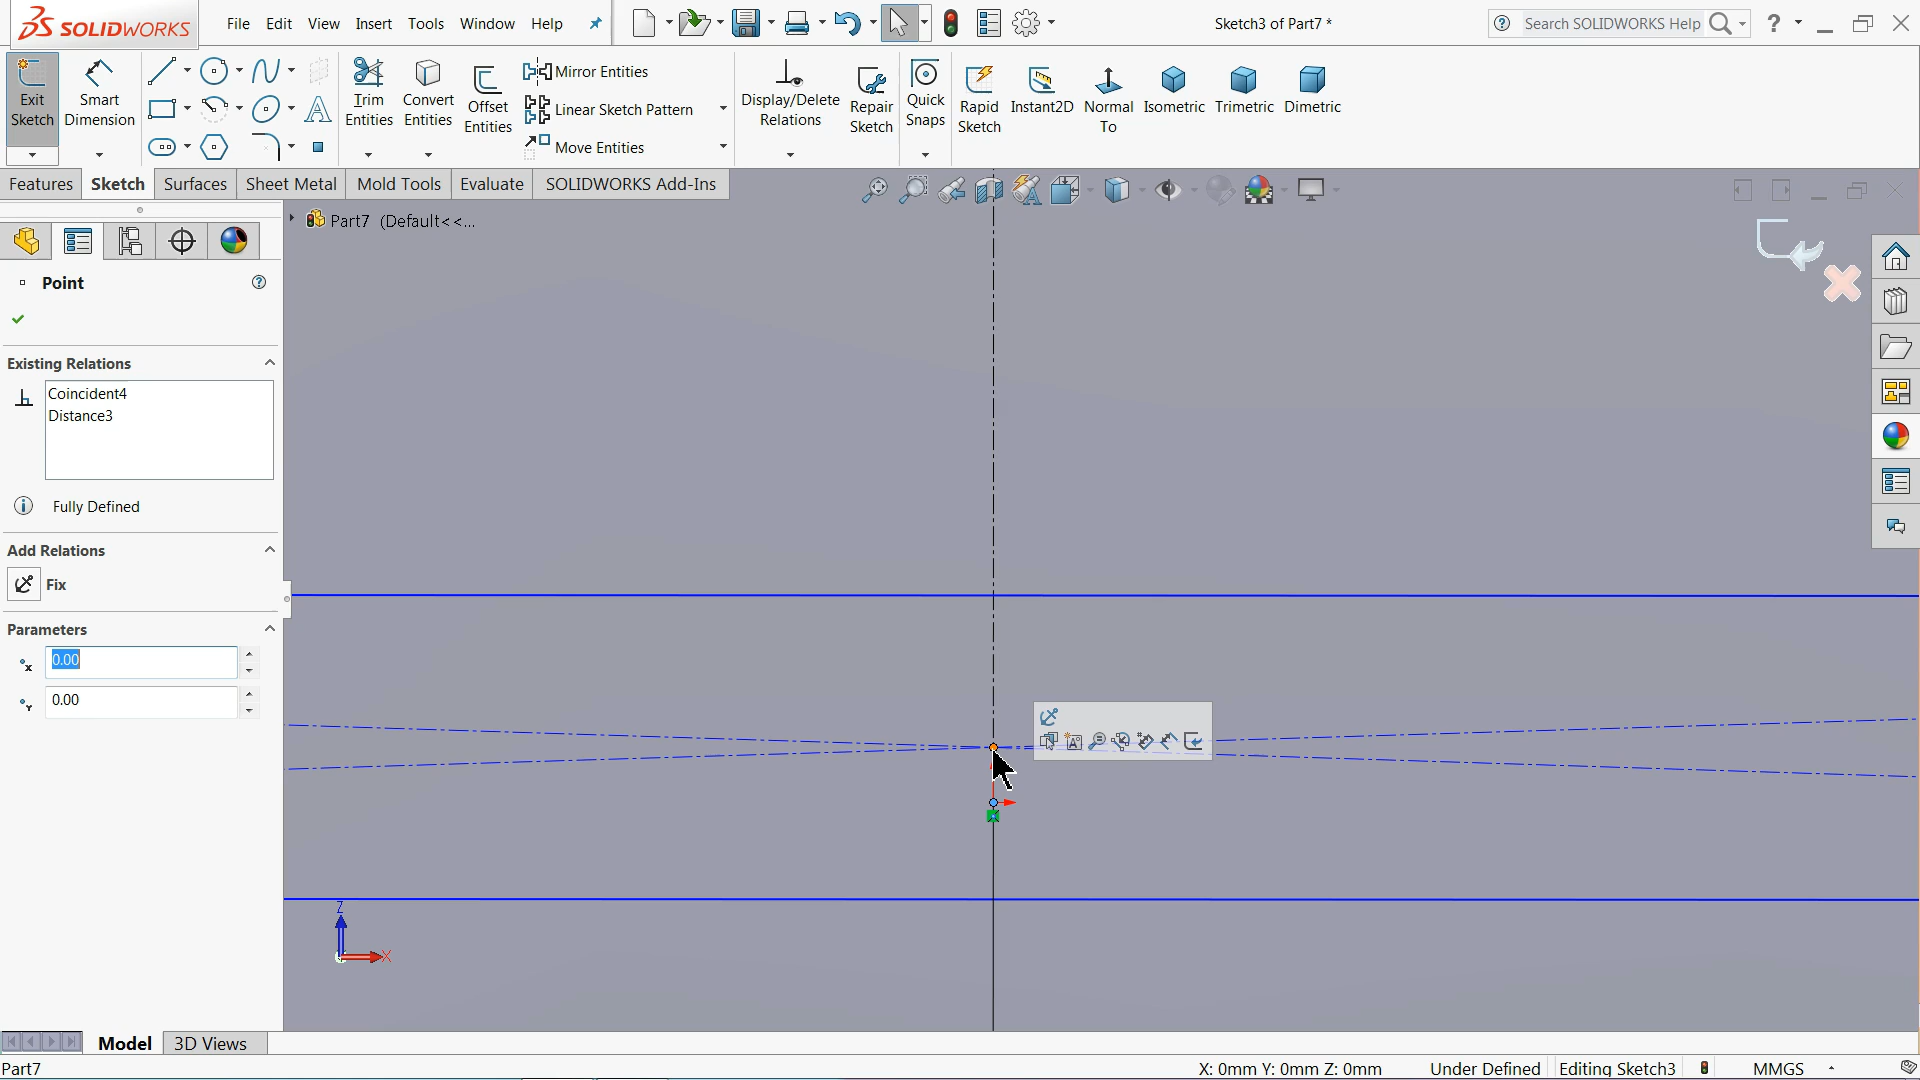 SOLIDWORKS
File Edit View Insert Tools Window Help
Sketch3 of Part7 *
Search SOLIDWORKS Help
Exit Sketch
Smart Dimension
Trim Entities
Convert Entities
Offset Entities
Mirror Entities
Linear Sketch Pattern
Move Entities
Display/Delete Relations
Repair Sketch
Quick Snaps
Rapid Sketch
Instant2D
Normal To
Isometric
Trimetric
Dimetric
Features Sketch Surfaces Sheet Metal Mold Tools Evaluate SOLIDWORKS Add-Ins
Part7 (Default<<...
Point
Existing Relations
Coincident4
Distance3
Fully Defined
Add Relations
Fix
Parameters
x 0.00
Y 0.00
Z
X
Model 3D Views
Part7 X: 0mm Y: 0mm Z: 0mm Under Defined Editing Sketch3 MMGS